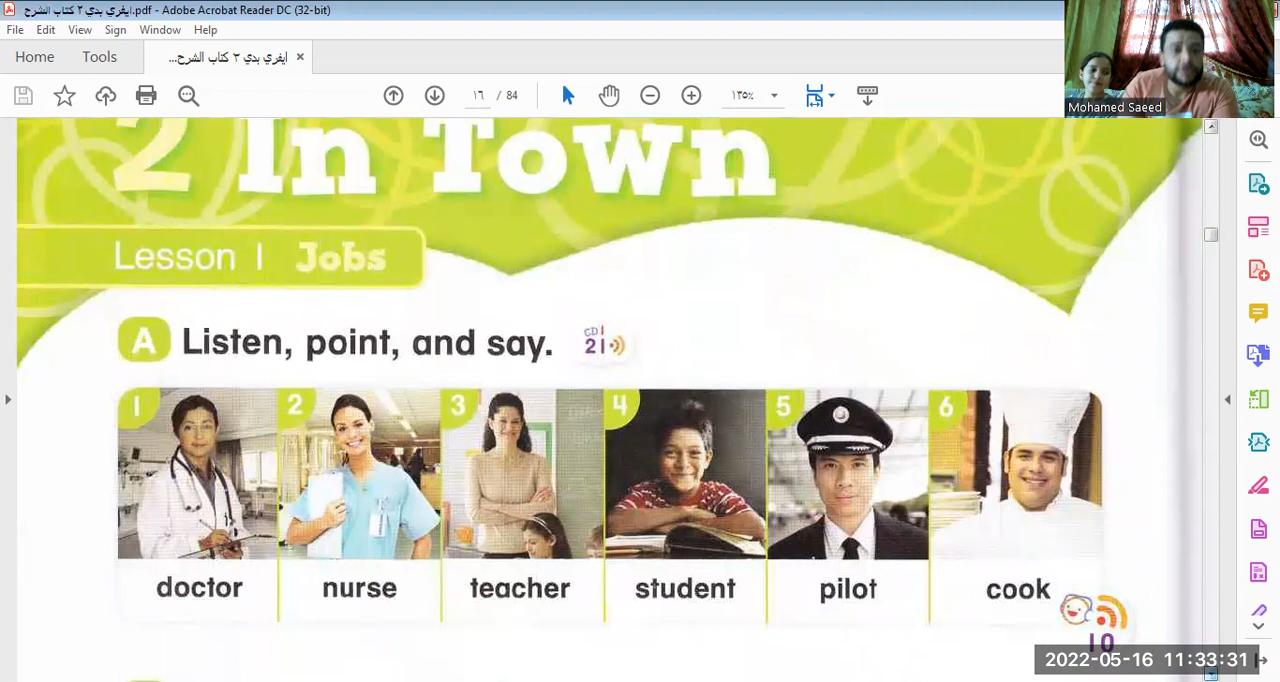 ايفري بدي ٢ كتاب الشرح.pdf - Adobe Acrobat Reader DC (32-bit)
File Edit View Sign Window Help
Home Tools ايفري بدي ٢ كتاب الشرح...
١٦ / 84 ١٣٥%
Mohamed Saeed
2 In Town
Lesson 1 Jobs
A Listen, point, and say. CD1 21
1 2 3 4 5 6
doctor nurse teacher student pilot cook
10
2022-05-16 11:33:31